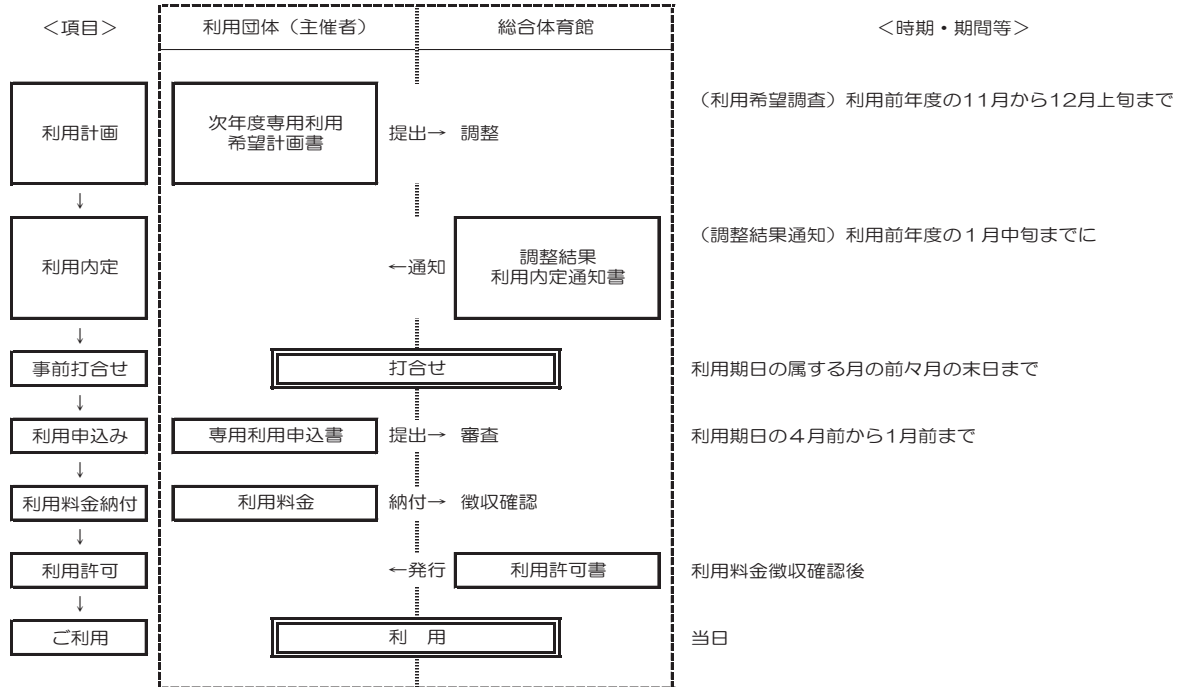 ＜項目＞ 利用団体（主催者） 総合体育館 ＜時期・期間等＞
（利用希望調査）利用前年度の11月から12月上旬まで
利用計画 次年度専用利用
希望計画書 提出→ 調整
↓
（調整結果通知）利用前年度の１月中旬までに
利用内定 ←通知 調整結果
利用内定通知書
↓
事前打合せ 打合せ 利用期日の属する月の前々月の末日まで
↓
利用申込み 専用利用申込書 提出→ 審査 利用期日の４月前から1月前まで
↓
利用料金納付 利用料金 納付→ 徴収確認
↓
利用許可 ←発行 利用許可書 利用料金徴収確認後
↓
ご利用 利　用 当日